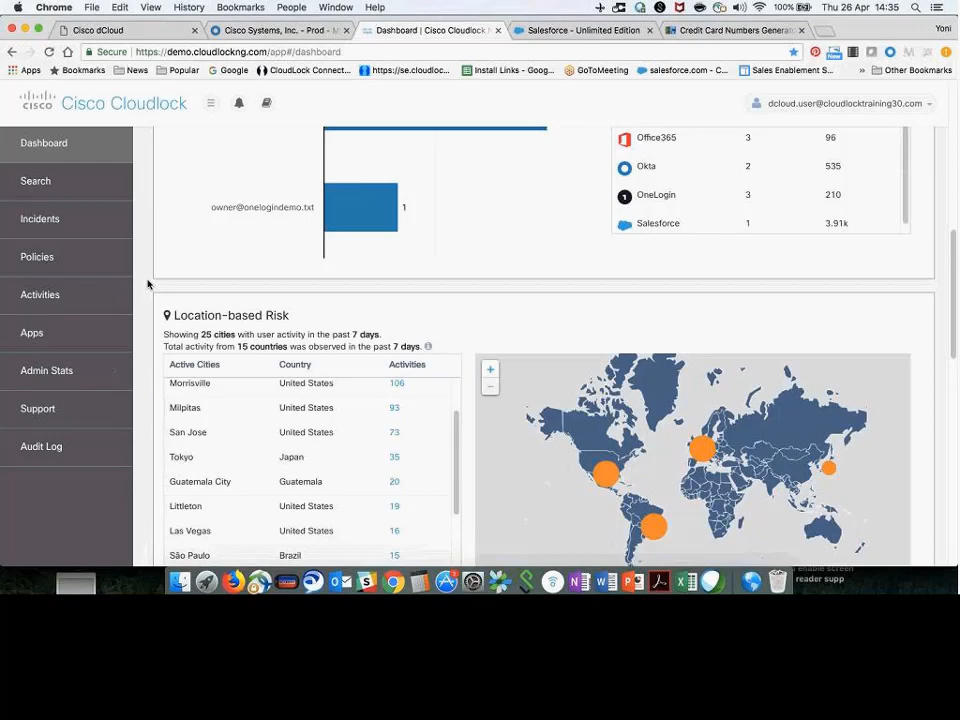 Chrome File Edit View History Bookmarks People Window Help 100% Thu 26 Apr 14:35
Cisco dCloud × Cisco Systems, Inc. - Prod - × Dashboard | Cisco Cloudlock × Salesforce - Unlimited Edition × Credit Card Numbers Generat × Yoni
Secure https://demo.cloudlockng.com/app#/dashboard
Apps Bookmarks News Popular Google CloudLock Connect... https://se.cloudloc... Install Links - Goog... GoToMeeting salesforce.com - C... Sales Enablement S... » Other Bookmarks
cisco Cisco Cloudlock dcloud.user@cloudlocktraining30.com
Dashboard
Search
Incidents
Policies
Activities
Apps
Admin Stats
Support
Audit Log
owner@onelogindemo.txt 1
Office365 3 96
Okta 2 535
OneLogin 3 210
Salesforce 1 3.91k
Location-based Risk
Showing 25 cities with user activity in the past 7 days.
Total activity from 15 countries was observed in the past 7 days.
Active Cities Country Activities
Morrisville United States 106
Milpitas United States 93
San Jose United States 73
Tokyo Japan 35
Guatemala City Guatemala 20
Littleton United States 19
Las Vegas United States 16
São Paulo Brazil 15
+
−
enable screen
reader supp